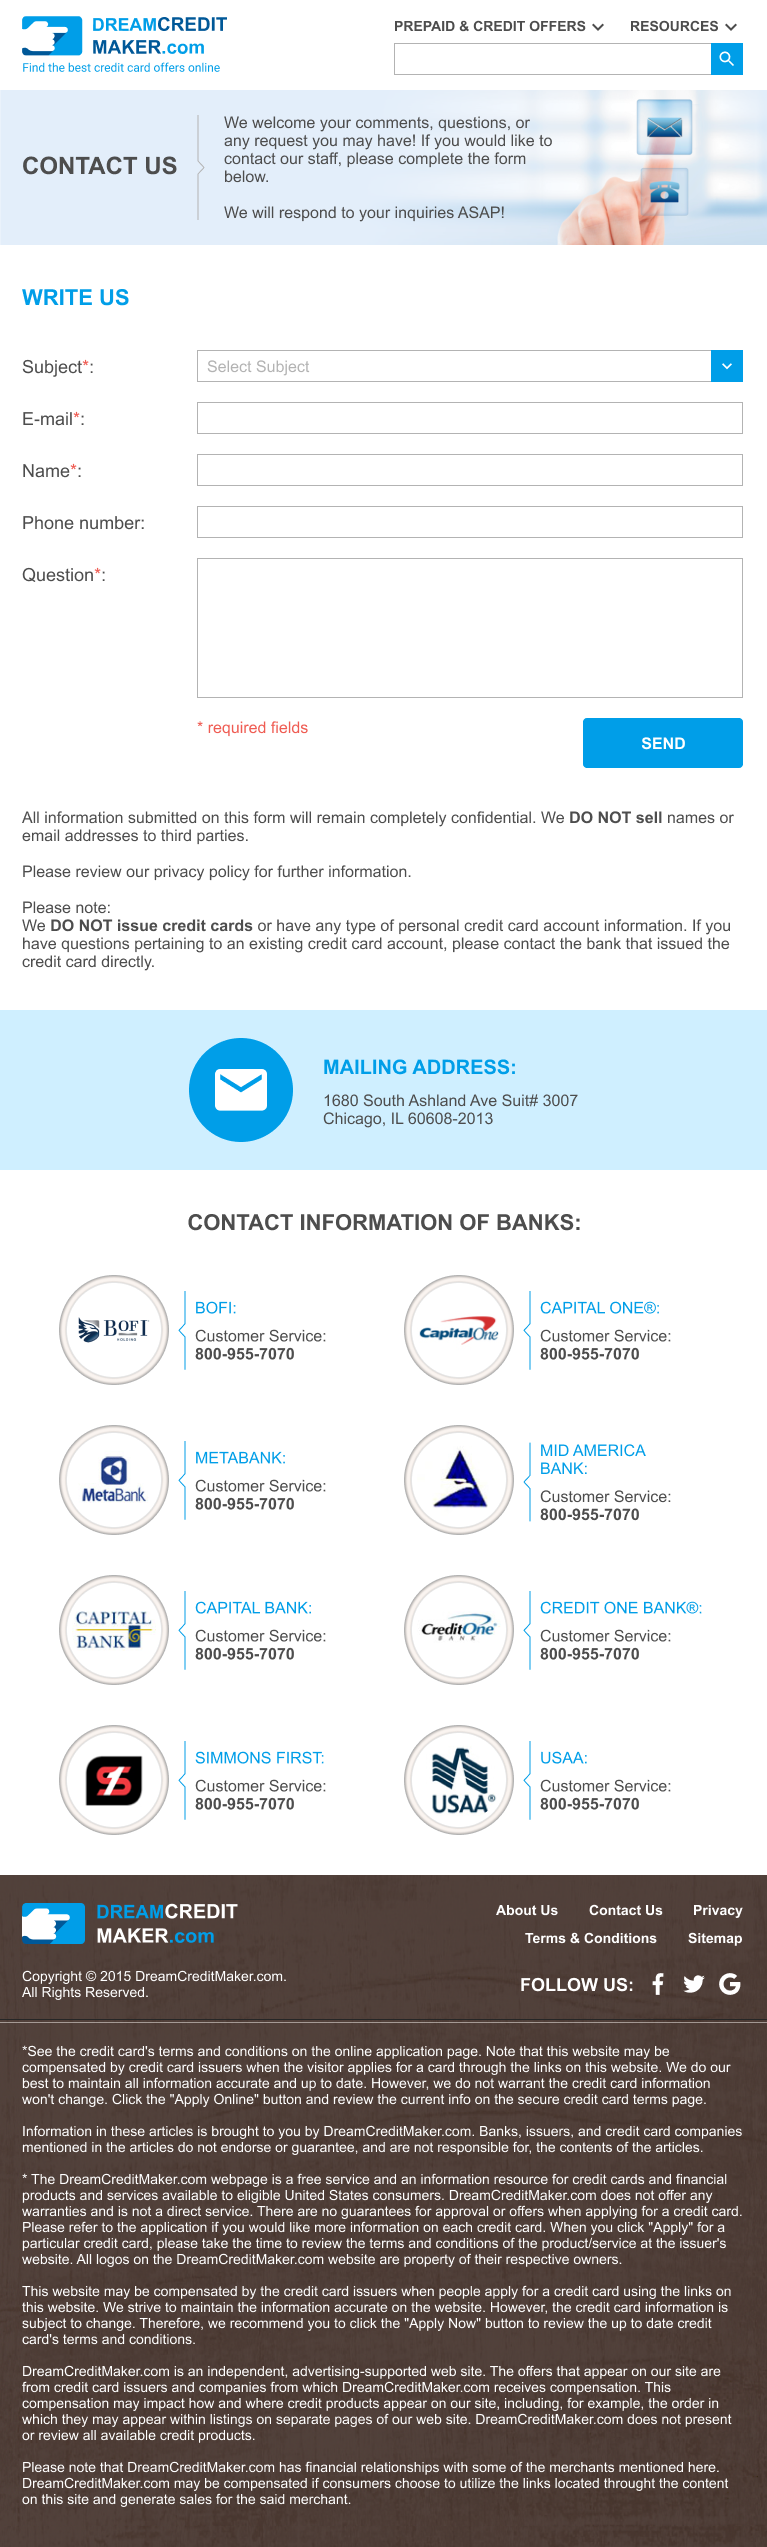 DREAMCREDIT
MAKER.com
Find the best credit card offers online
PREPAID & CREDIT OFFERS
RESOURCES
CONTACT US
We welcome your comments, questions, or
any request you may have! If you would like to
contact our staff, please complete the form
below.
We will respond to your inquiries ASAP!
WRITE US
Subject*:
Select Subject
E-mail*:
Name*:
Phone number:
Question*:
* required fields
SEND
All information submitted on this form will remain completely confidential. We DO NOT sell names or
email addresses to third parties.
Please review our privacy policy for further information.
Please note:
We DO NOT issue credit cards or have any type of personal credit card account information. If you
have questions pertaining to an existing credit card account, please contact the bank that issued the
credit card directly.
MAILING ADDRESS:
1680 South Ashland Ave Suit# 3007
Chicago, IL 60608-2013
CONTACT INFORMATION OF BANKS:
BOFI
HOLDING
BOFI:
Customer Service:
800-955-7070
CapitalOne
CAPITAL ONE®:
Customer Service:
800-955-7070
MetaBank
METABANK:
Customer Service:
800-955-7070
MID AMERICA
BANK:
Customer Service:
800-955-7070
CAPITAL
BANK
CAPITAL BANK:
Customer Service:
800-955-7070
CreditOne
BANK
CREDIT ONE BANK®:
Customer Service:
800-955-7070
SIMMONS FIRST:
Customer Service:
800-955-7070
USAA®
USAA:
Customer Service:
800-955-7070
DREAMCREDIT
MAKER.com
About Us
Contact Us
Privacy
Terms & Conditions
Sitemap
Copyright © 2015 DreamCreditMaker.com.
All Rights Reserved.
FOLLOW US:
*See the credit card's terms and conditions on the online application page. Note that this website may be
compensated by credit card issuers when the visitor applies for a card through the links on this website. We do our
best to maintain all information accurate and up to date. However, we do not warrant the credit card information
won't change. Click the "Apply Online" button and review the current info on the secure credit card terms page.
Information in these articles is brought to you by DreamCreditMaker.com. Banks, issuers, and credit card companies
mentioned in the articles do not endorse or guarantee, and are not responsible for, the contents of the articles.
* The DreamCreditMaker.com webpage is a free service and an information resource for credit cards and financial
products and services available to eligible United States consumers. DreamCreditMaker.com does not offer any
warranties and is not a direct service. There are no guarantees for approval or offers when applying for a credit card.
Please refer to the application if you would like more information on each credit card. When you click "Apply" for a
particular credit card, please take the time to review the terms and conditions of the product/service at the issuer's
website. All logos on the DreamCreditMaker.com website are property of their respective owners.
This website may be compensated by the credit card issuers when people apply for a credit card using the links on
this website. We strive to maintain the information accurate on the website. However, the credit card information is
subject to change. Therefore, we recommend you to click the "Apply Now" button to review the up to date credit
card's terms and conditions.
DreamCreditMaker.com is an independent, advertising-supported web site. The offers that appear on our site are
from credit card issuers and companies from which DreamCreditMaker.com receives compensation. This
compensation may impact how and where credit products appear on our site, including, for example, the order in
which they may appear within listings on separate pages of our web site. DreamCreditMaker.com does not present
or review all available credit products.
Please note that DreamCreditMaker.com has financial relationships with some of the merchants mentioned here.
DreamCreditMaker.com may be compensated if consumers choose to utilize the links located throught the content
on this site and generate sales for the said merchant.